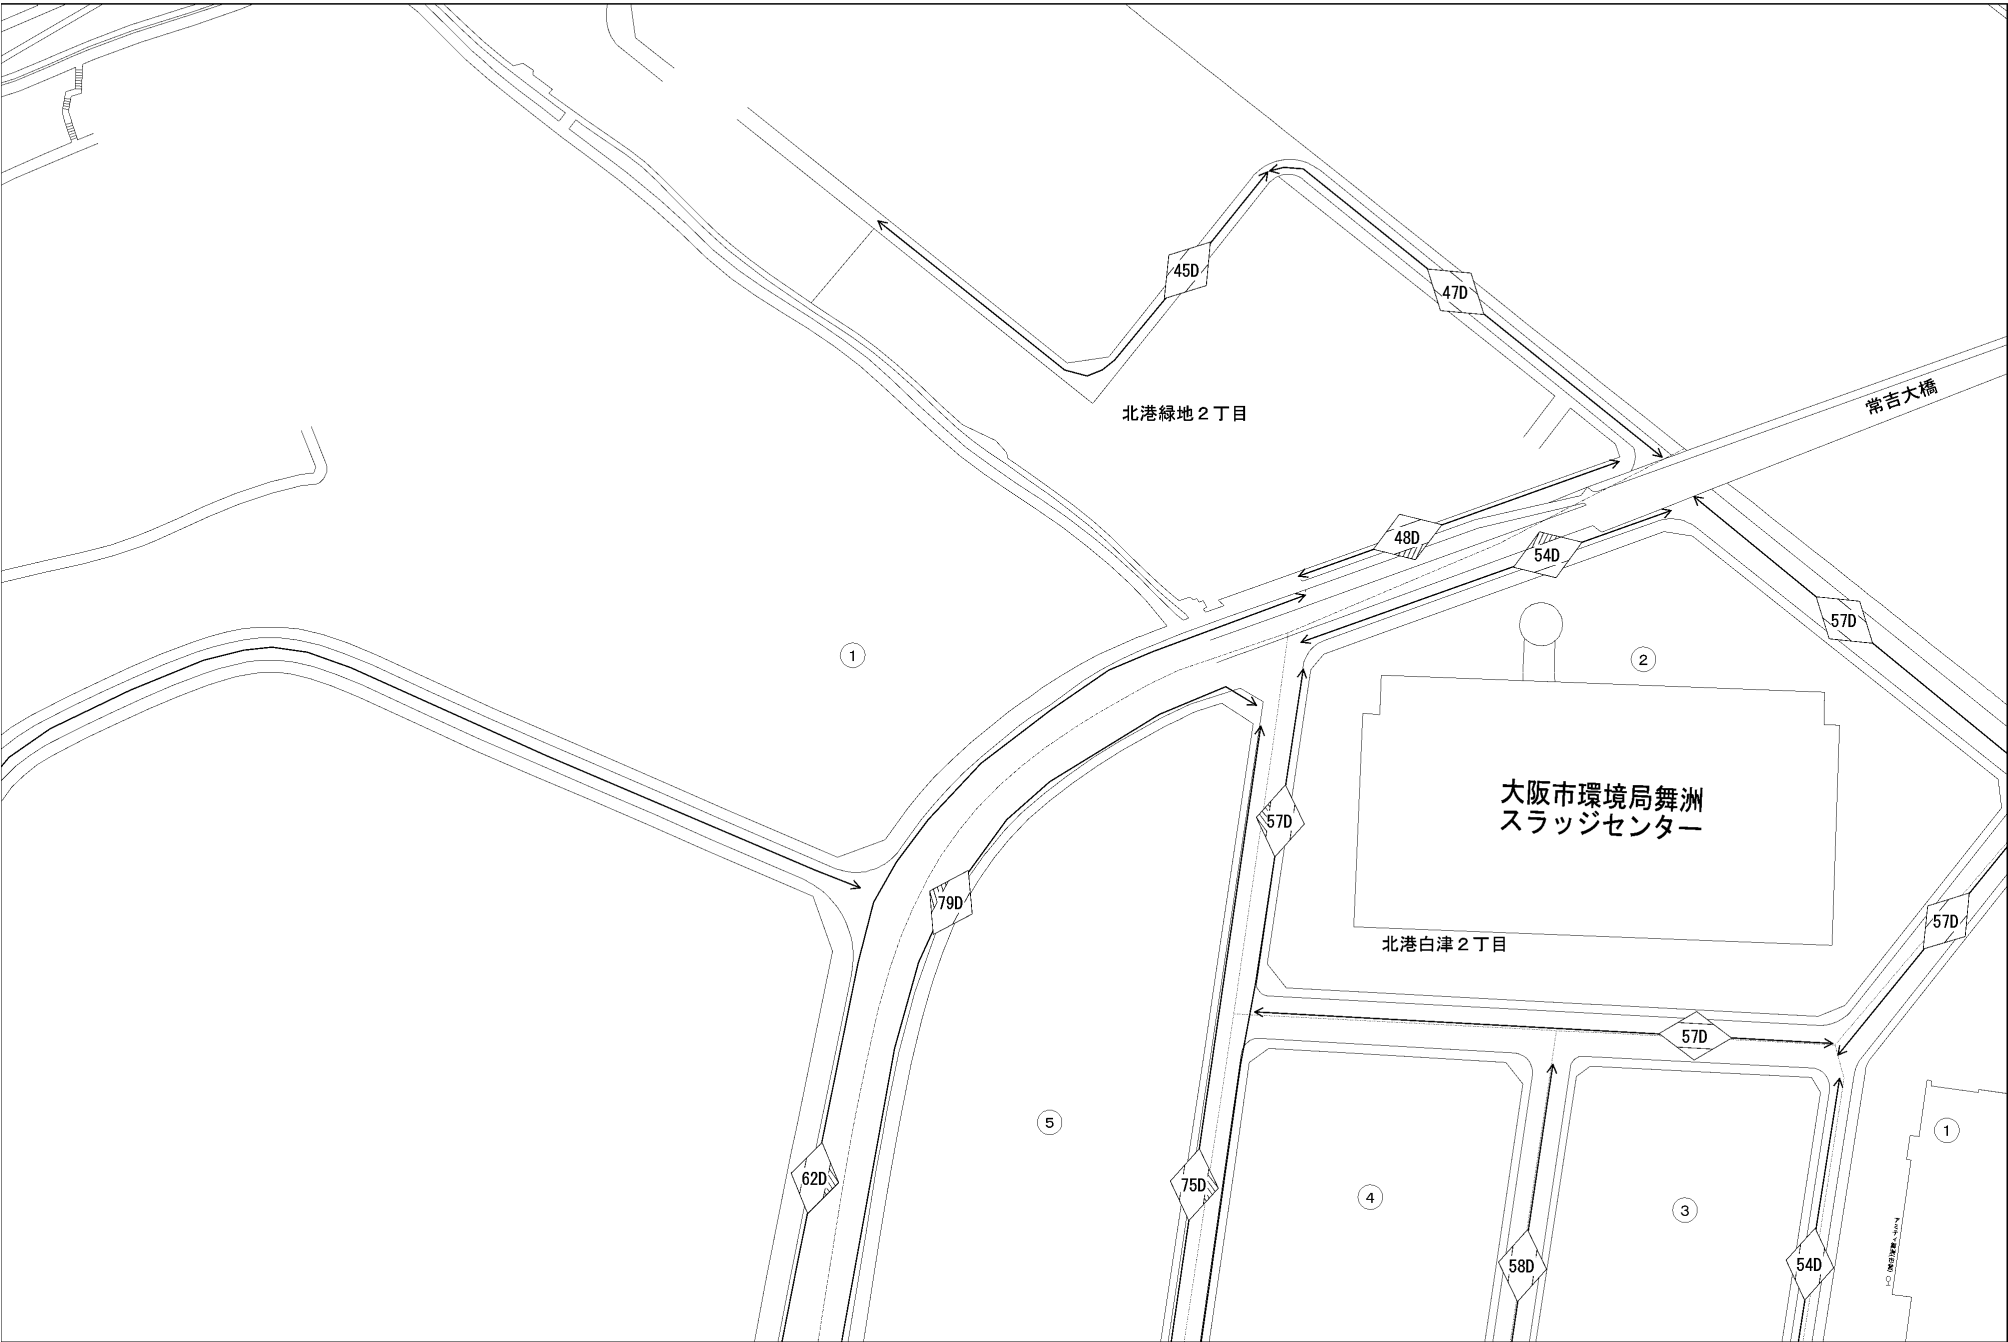 45D
47D
常吉大橋
北港緑地2丁目
48D
54D
57D
①
②
大阪市環境局舞洲
スラッジセンター
57D
79D
57D
北港白津2丁目
57D
⑤
①
62D
75D
④
③
58D
54D